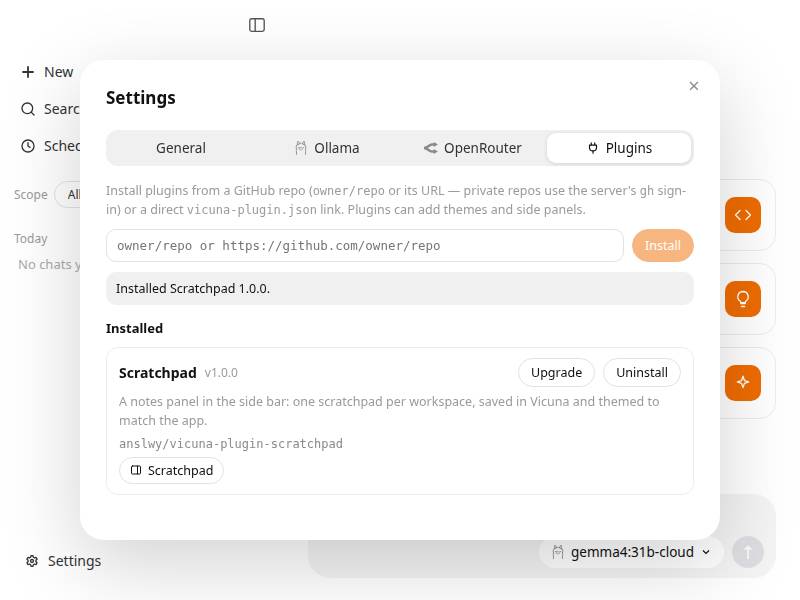 New
Settings
Searc
General
Ollama
OpenRouter
Plugins
Sched
Install plugins from a GitHub repo (owner/repo or its URL — private repos use the server's gh sign-
in) or a direct vicuna-plugin.json link. Plugins can add themes and side panels.
Scope
All
Today
No chats y
owner/repo or https://github.com/owner/repo
Install
Installed Scratchpad 1.0.0.
Installed
Scratchpad v1.0.0
Upgrade
Uninstall
A notes panel in the side bar: one scratchpad per workspace, saved in Vicuna and themed to
match the app.
anslwy/vicuna-plugin-scratchpad
Scratchpad
gemma4:31b-cloud
Settings